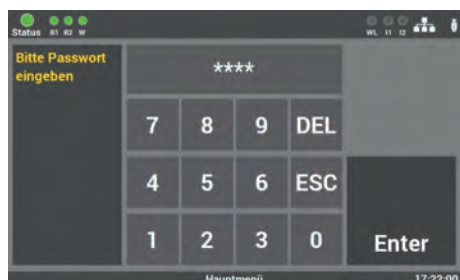 Status B1 B2 W WL I1 I2
Bitte Passwort
eingeben
****
7 8 9 DEL
4 5 6 ESC
1 2 3 0 Enter
Hauptmenü 17:22:00